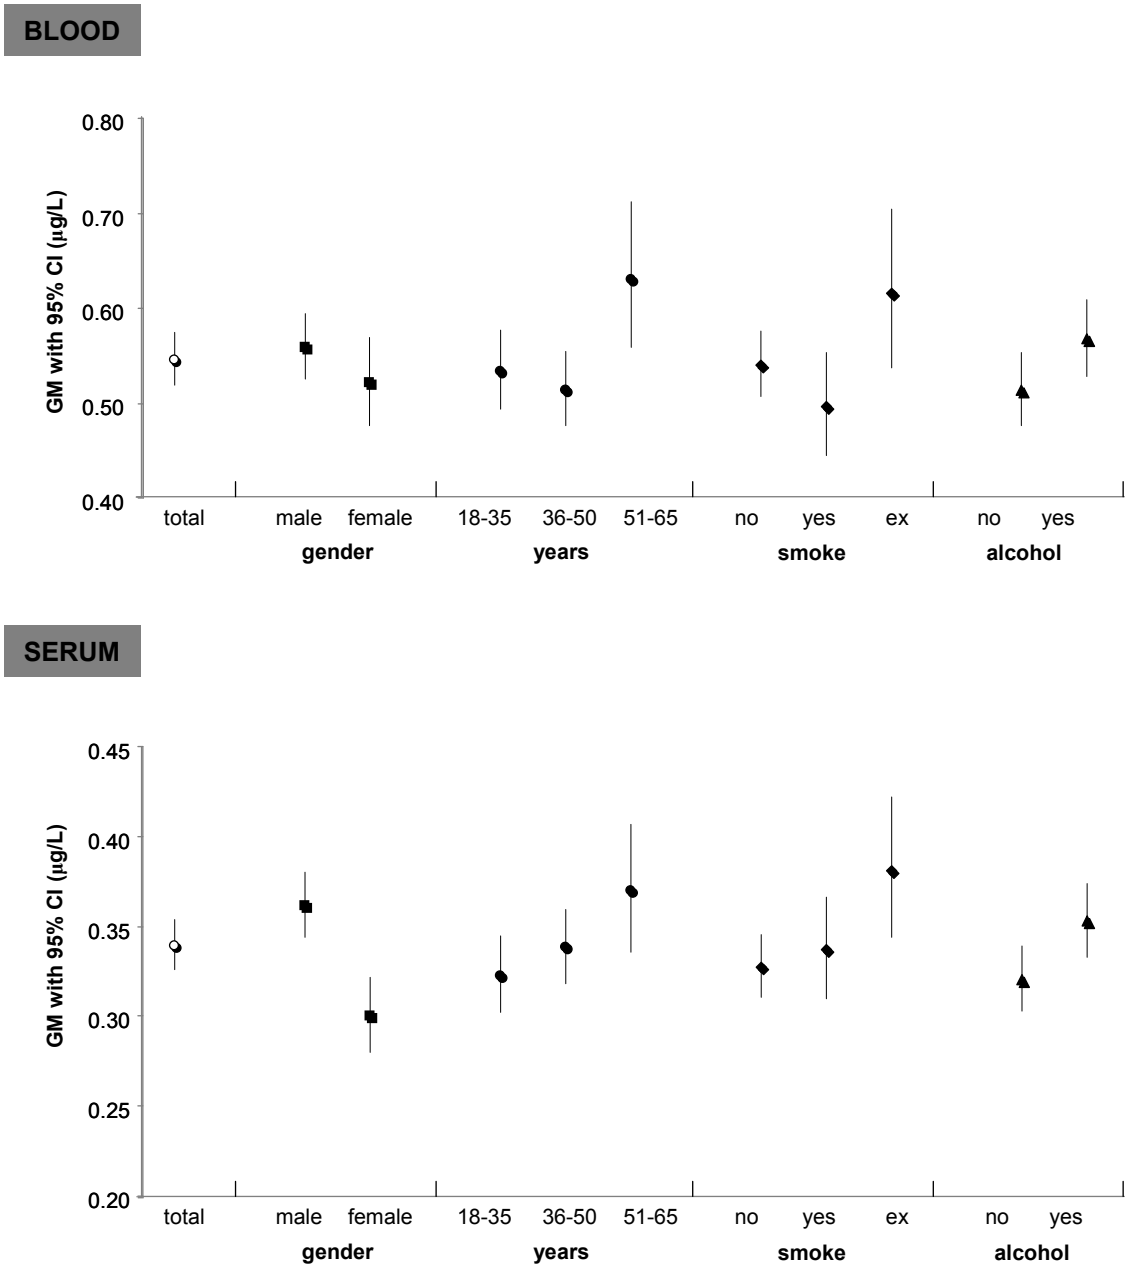 BLOOD
GM with 95% CI (µg/L)
0.80
0.70
0.60
0.50
0.40
total male female 18-35 36-50 51-65 no yes ex no yes
gender years smoke alcohol
SERUM
GM with 95% CI (µg/L)
0.45
0.40
0.35
0.30
0.25
0.20
total male female 18-35 36-50 51-65 no yes ex no yes
gender years smoke alcohol